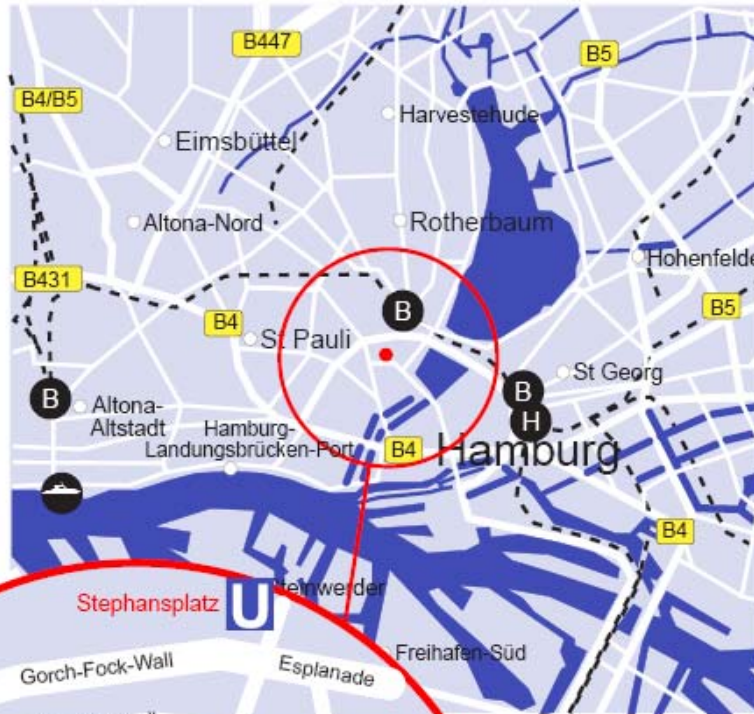 B447
B5
B4/B5
Harvestehude
Eimsbüttel
Altona-Nord
Rotherbaum
Hohenfelde
B431
B5
B
B4
St Pauli
St Georg
B
B
Altona-
Altstadt
H
Hamburg-
Landungsbrücken-Port
B4
Hamburg
B4
Steinwerder
Stephansplatz
U
Freihafen-Süd
Gorch-Fock-Wall
Esplanade